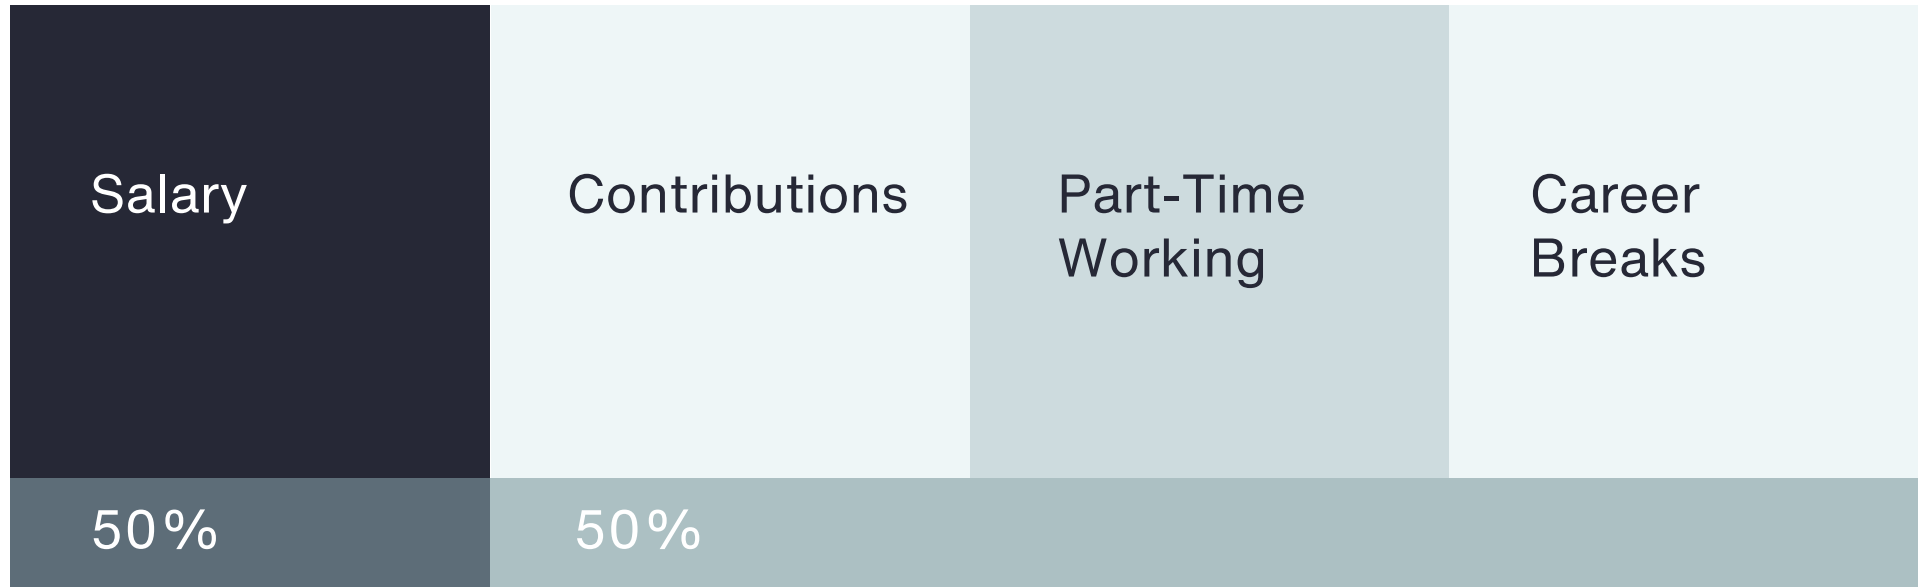 Salary
Contributions
Part-Time
Working
Career
Breaks
50%
50%